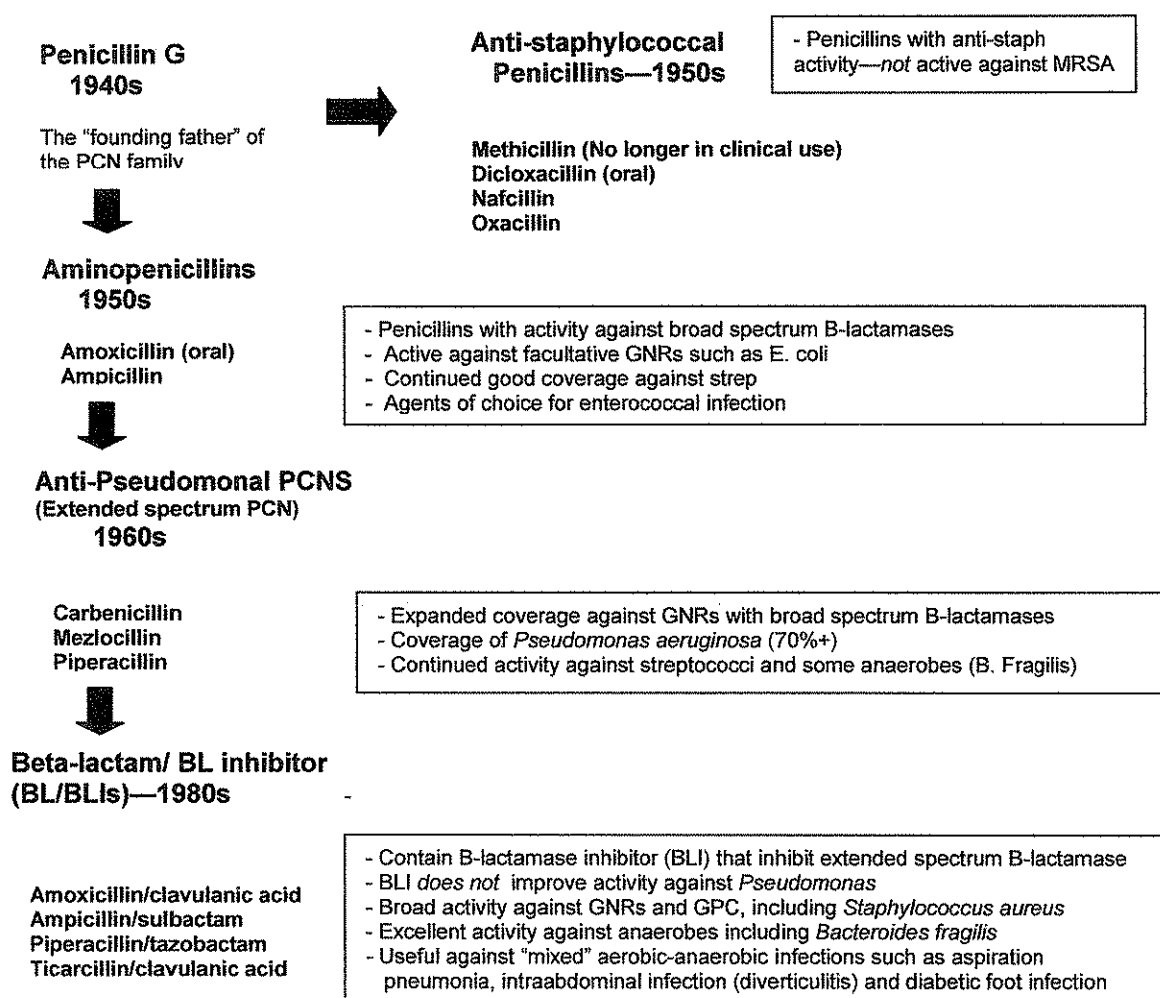 Penicillin G
1940s
The "founding father" of
the PCN family
Anti-staphylococcal
Penicillins—1950s
- Penicillins with anti-staph
activity—not active against MRSA
Methicillin (No longer in clinical use)
Dicloxacillin (oral)
Nafcillin
Oxacillin
Aminopenicillins
1950s
Amoxicillin (oral)
Ampicillin
- Penicillins with activity against broad spectrum B-lactamases
- Active against facultative GNRs such as E. coli
- Continued good coverage against strep
- Agents of choice for enterococcal infection
Anti-Pseudomonal PCNS
(Extended spectrum PCN)
1960s
Carbenicillin
Mezlocillin
Piperacillin
- Expanded coverage against GNRs with broad spectrum B-lactamases
- Coverage of Pseudomonas aeruginosa (70%+)
- Continued activity against streptococci and some anaerobes (B. Fragilis)
Beta-lactam/ BL inhibitor
(BL/BLIs)—1980s
-
Amoxicillin/clavulanic acid
Ampicillin/sulbactam
Piperacillin/tazobactam
Ticarcillin/clavulanic acid
- Contain B-lactamase inhibitor (BLI) that inhibit extended spectrum B-lactamase
- BLI does not improve activity against Pseudomonas
- Broad activity against GNRs and GPC, including Staphylococcus aureus
- Excellent activity against anaerobes including Bacteroides fragilis
- Useful against "mixed" aerobic-anaerobic infections such as aspiration
pneumonia, intraabdominal infection (diverticulitis) and diabetic foot infection